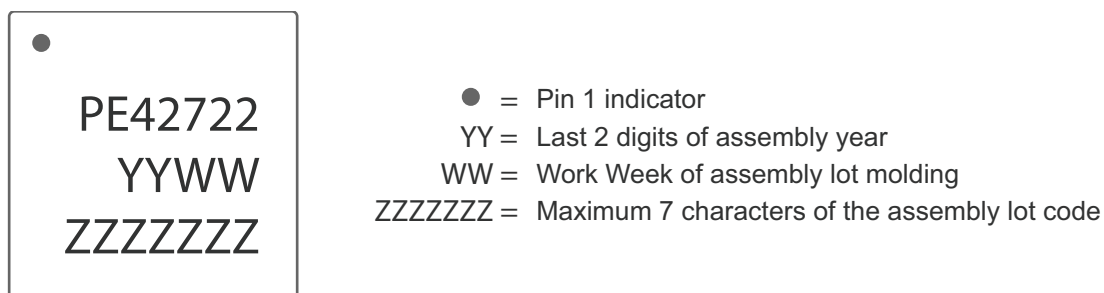 PE42722
YYWW
ZZZZZZZ
● = Pin 1 indicator
YY = Last 2 digits of assembly year
WW = Work Week of assembly lot molding
ZZZZZZZ = Maximum 7 characters of the assembly lot code